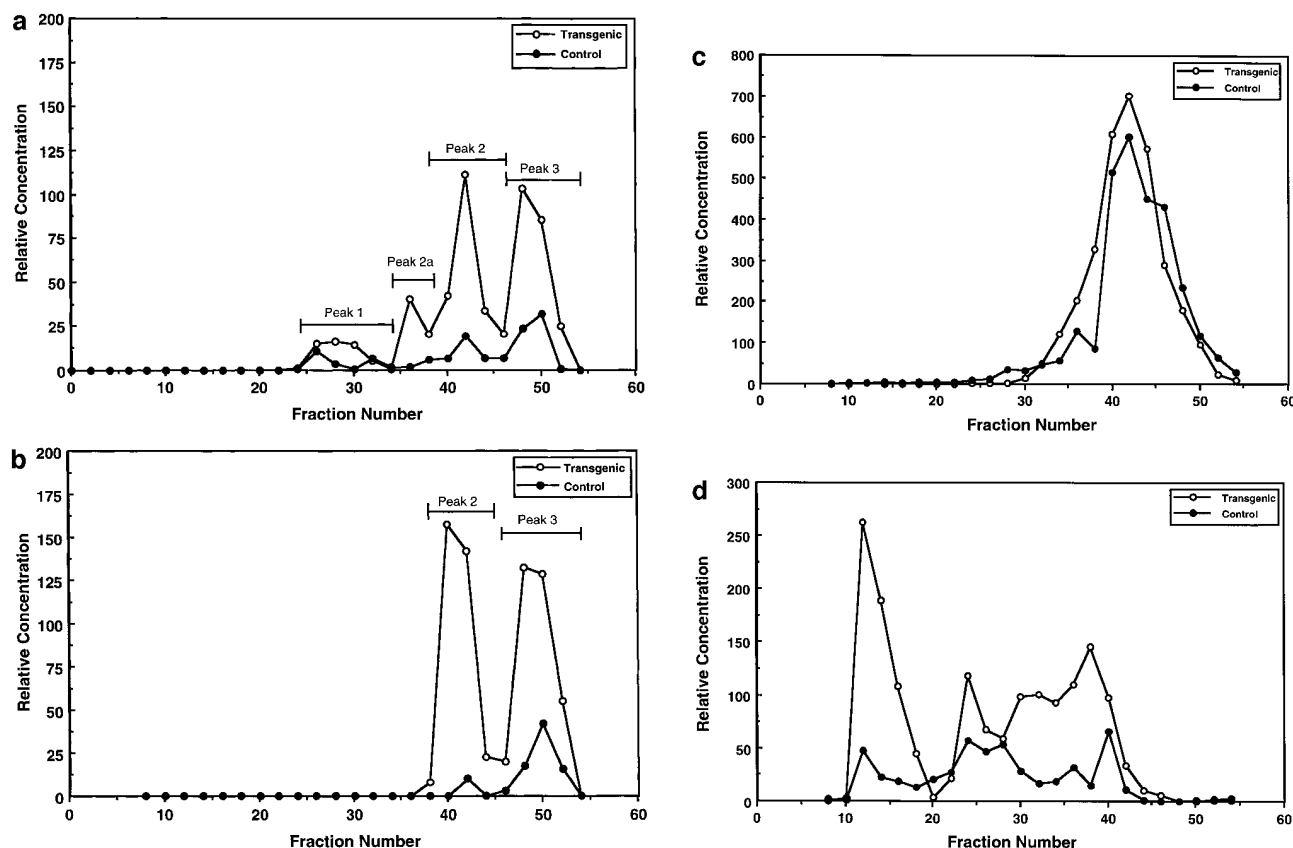 a
200
175
150
125
100
75
50
25
0
Relative Concentration
Transgenic
Control
Peak 1
Peak 2a
Peak 2
Peak 3
0 10 20 30 40 50 60
Fraction Number
b
200
175
150
125
100
75
50
25
0
Relative Concentration
Transgenic
Control
Peak 2
Peak 3
0 10 20 30 40 50 60
Fraction Number
c
800
700
600
500
400
300
200
100
0
Relative Concentration
Transgenic
Control
0 10 20 30 40 50 60
Fraction Number
d
300
250
200
150
100
50
0
Relative Concentration
Transgenic
Control
0 10 20 30 40 50 60
Fraction Number